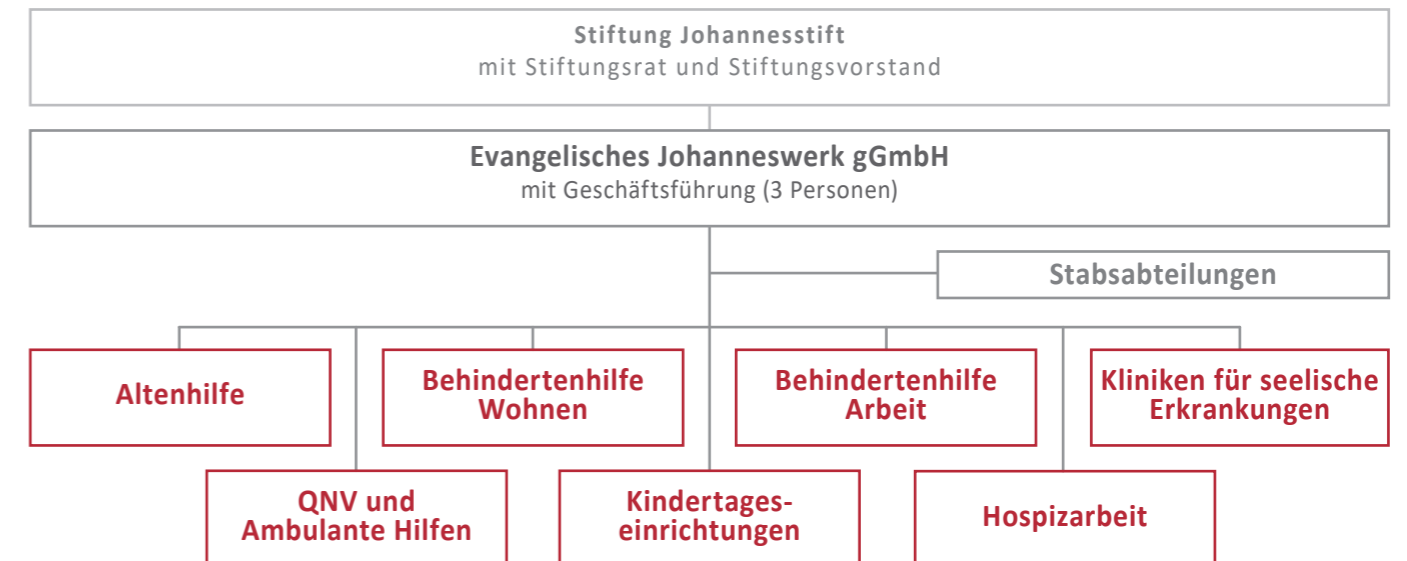 Stiftung Johannesstift
mit Stiftungsrat und Stiftungsvorstand
Evangelisches Johanneswerk gGmbH
mit Geschäftsführung (3 Personen)
Stabsabteilungen
Altenhilfe
Behindertenhilfe
Wohnen
Behindertenhilfe
Arbeit
Kliniken für seelische
Erkrankungen
QNV und
Ambulante Hilfen
Kindertages-
einrichtungen
Hospizarbeit